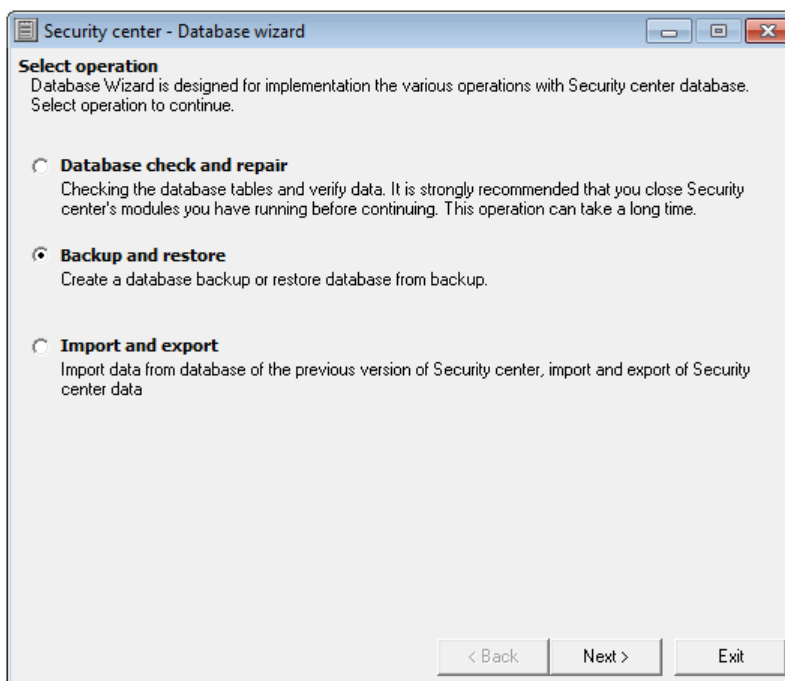 Security center - Database wizard
Select operation
Database Wizard is designed for implementation the various operations with Security center database.
Select operation to continue.
Database check and repair
Checking the database tables and verify data. It is strongly recommended that you close Security
center's modules you have running before continuing. This operation can take a long time.
Backup and restore
Create a database backup or restore database from backup.
Import and export
Import data from database of the previous version of Security center, import and export of Security
center data
< Back Next > Exit